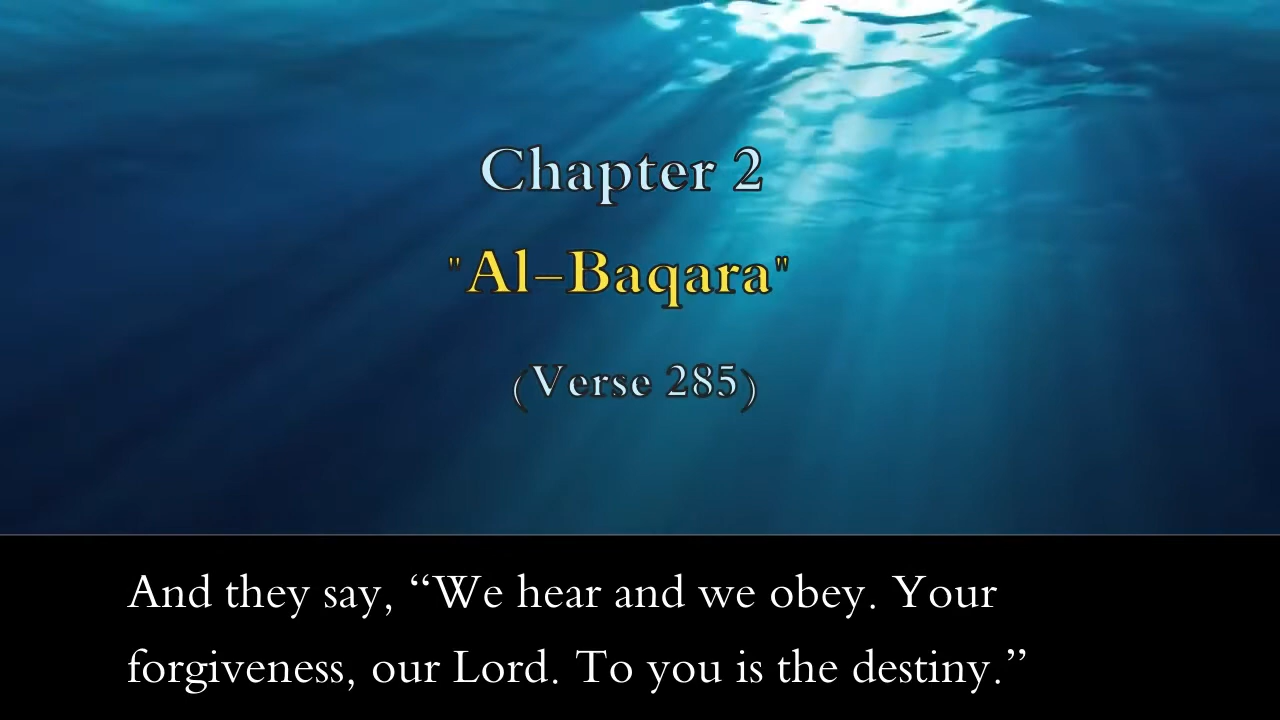 Chapter 2
"Al-Baqara"
(Verse 285)
And they say, “We hear and we obey. Your
forgiveness, our Lord. To you is the destiny.”